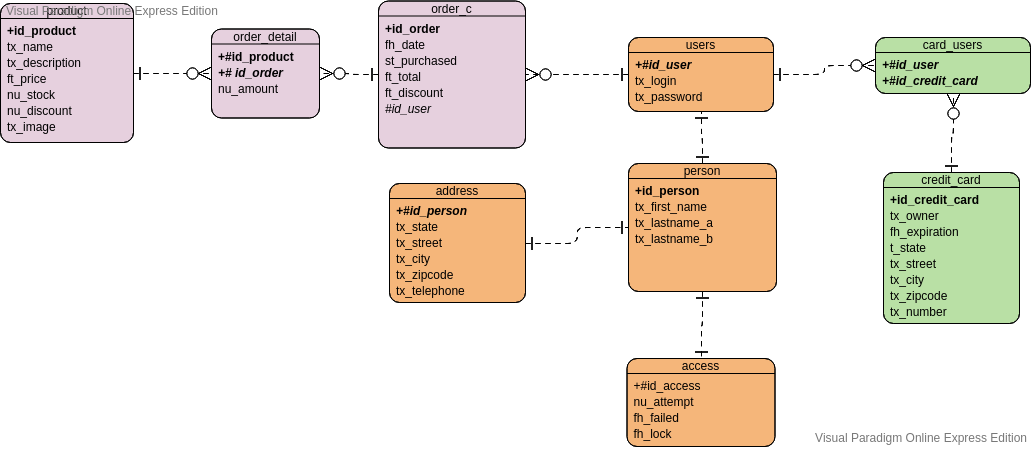 Visual Paradigm Online Express Edition
product
+id_product
tx_name
tx_description
ft_price
nu_stock
nu_discount
tx_image
order_detail
+#id_product
+# id_order
nu_amount
order_c
+id_order
fh_date
st_purchased
ft_total
ft_discount
#id_user
users
+#id_user
tx_login
tx_password
card_users
+#id_user
+#id_credit_card
address
+#id_person
tx_state
tx_street
tx_city
tx_zipcode
tx_telephone
person
+id_person
tx_first_name
tx_lastname_a
tx_lastname_b
credit_card
+id_credit_card
tx_owner
fh_expiration
t_state
tx_street
tx_city
tx_zipcode
tx_number
access
+#id_access
nu_attempt
fh_failed
fh_lock
Visual Paradigm Online Express Edition